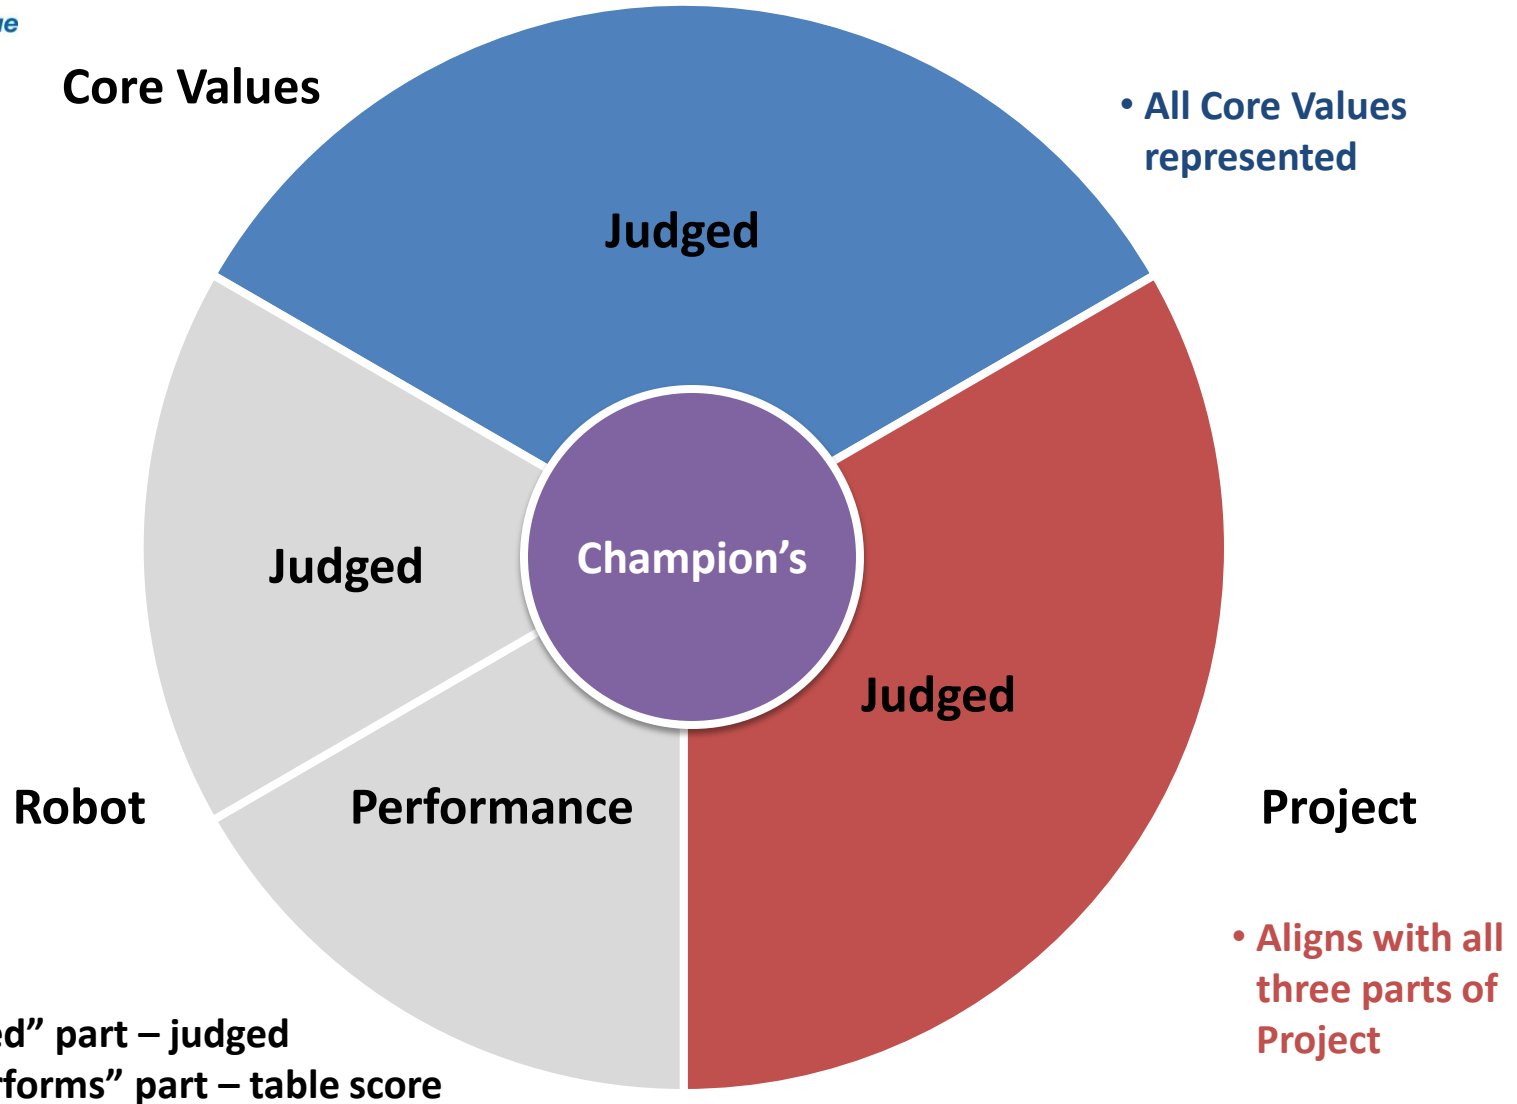 Core Values
• All Core Values
represented
Judged
Judged
Champion’s
Judged
Robot
Performance
Project
• Aligns with all
three parts of
Project
part – judged
part – table score